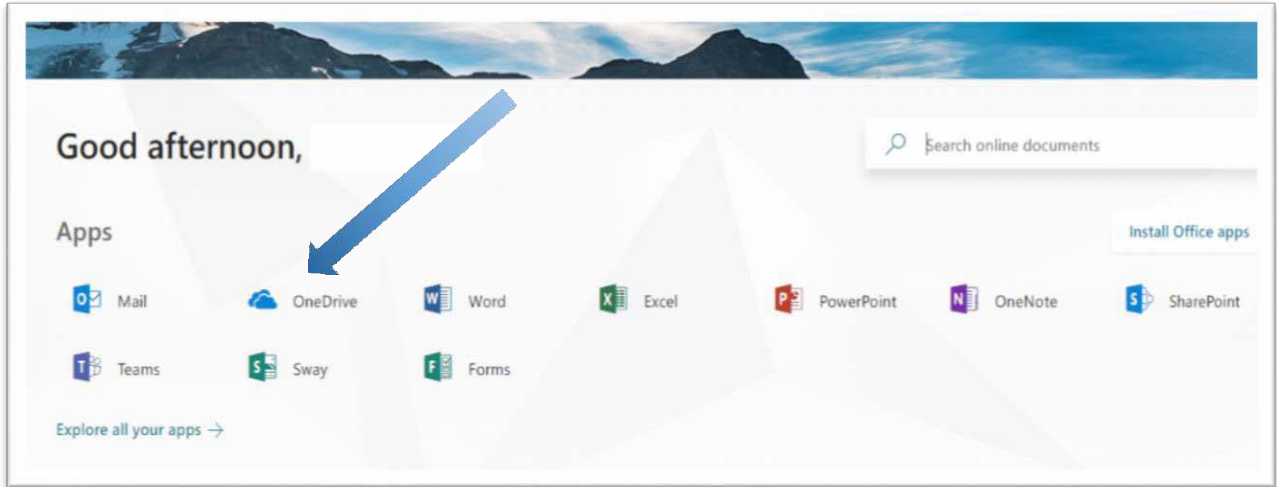 Good afternoon,
Search online documents
Apps
Install Office apps
Mail OneDrive Word Excel PowerPoint OneNote SharePoint
Teams Sway Forms
Explore all your apps →